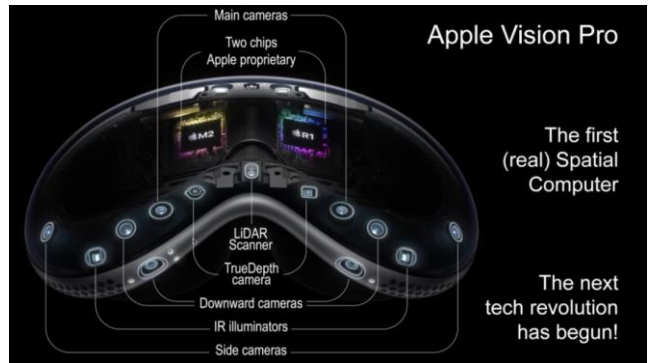 Main cameras
Two chips
Apple proprietary
Apple Vision Pro
M2
R1
The first
(real) Spatial
Computer
LiDAR
Scanner
TrueDepth
camera
Downward cameras
IR illuminators
Side cameras
The next
tech revolution
has begun!